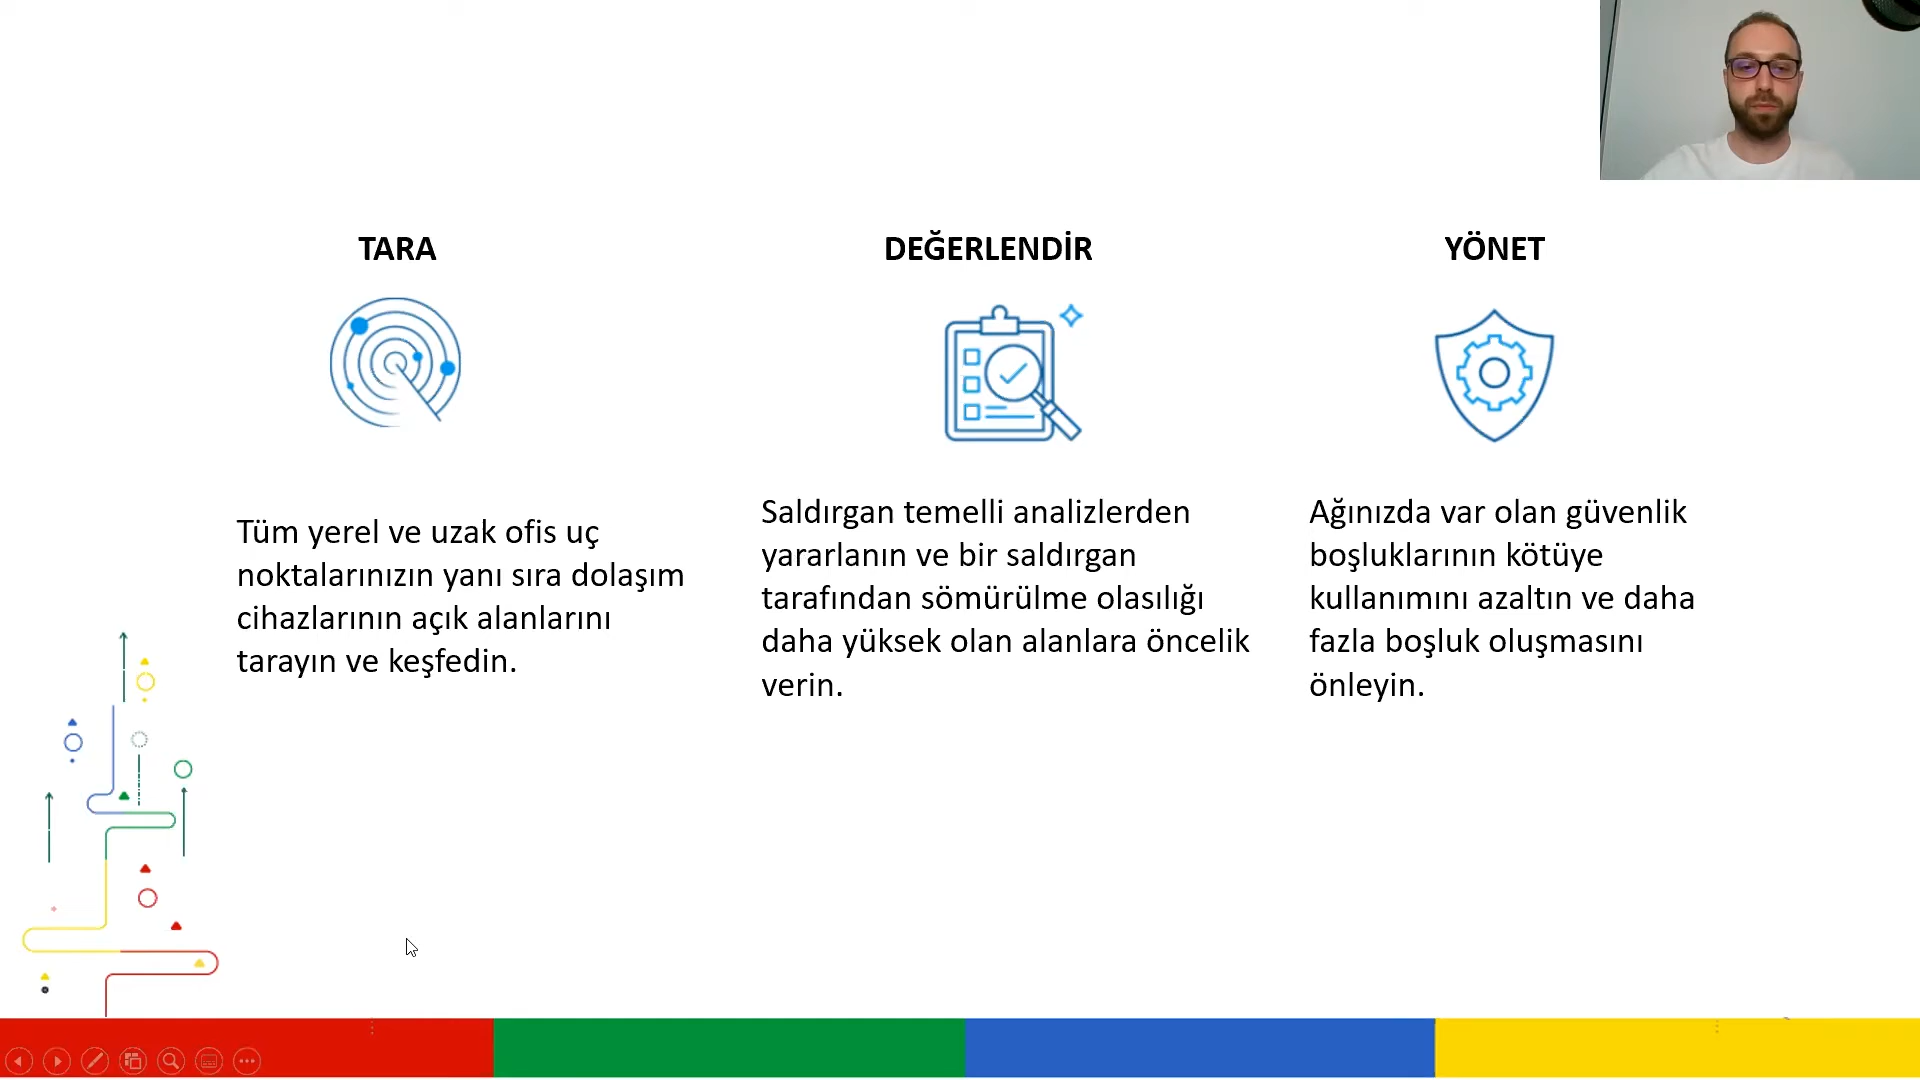 TARA
Tüm yerel ve uzak ofis uç
noktalarınızın yanı sıra dolaşım
cihazlarının açık alanlarını
tarayın ve keşfedin.
DEĞERLENDİR
Saldırgan temelli analizlerden
yararlanın ve bir saldırgan
tarafından sömürülme olasılığı
daha yüksek olan alanlara öncelik
verin.
YÖNET
Ağınızda var olan güvenlik
boşluklarının kötüye
kullanımını azaltın ve daha
fazla boşluk oluşmasını
önleyin.